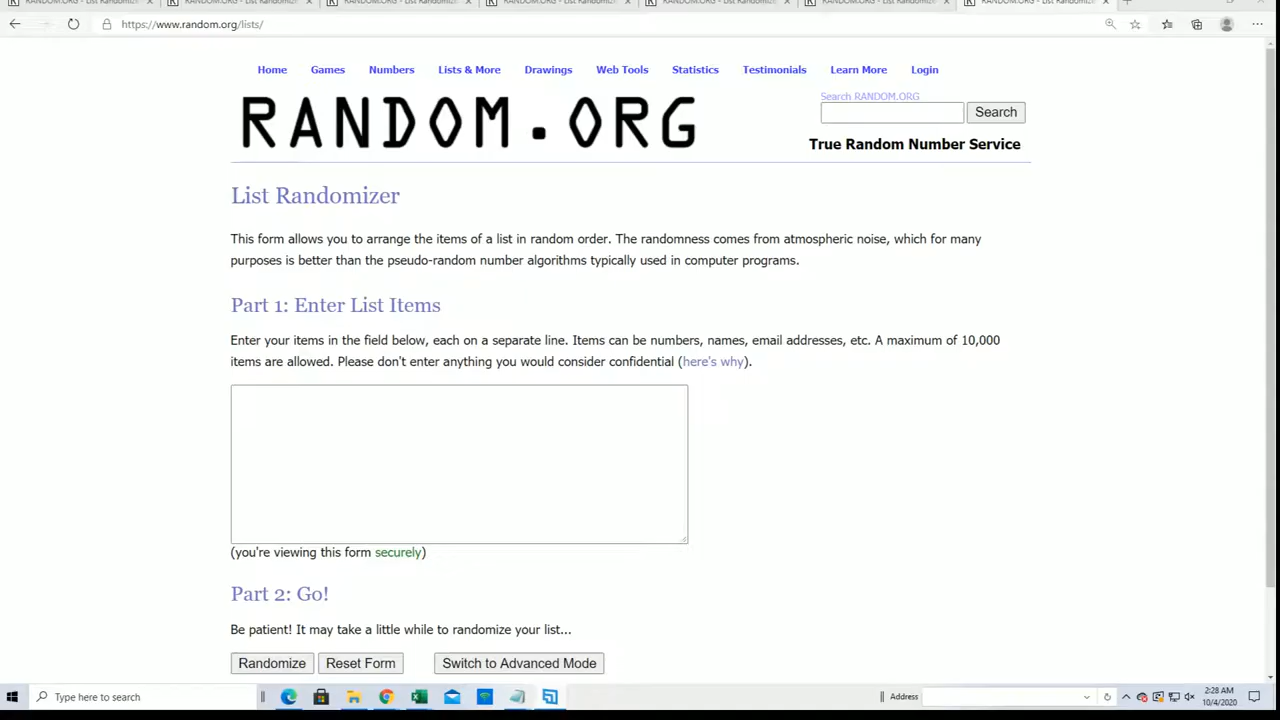 RANDOM.ORG - List Randomiz
https://www.random.org/lists/
Home Games Numbers Lists & More Drawings Web Tools Statistics Testimonials Learn More Login
RANDOM.ORG
Search RANDOM.ORG
Search
True Random Number Service
List Randomizer
This form allows you to arrange the items of a list in random order. The randomness comes from atmospheric noise, which for many
purposes is better than the pseudo-random number algorithms typically used in computer programs.
Part 1: Enter List Items
Enter your items in the field below, each on a separate line. Items can be numbers, names, email addresses, etc. A maximum of 10,000
items are allowed. Please don't enter anything you would consider confidential (here's why).
(you're viewing this form securely)
Part 2: Go!
Be patient! It may take a little while to randomize your list...
Randomize Reset Form Switch to Advanced Mode
Type here to search
Address
2:28 AM
10/4/2020